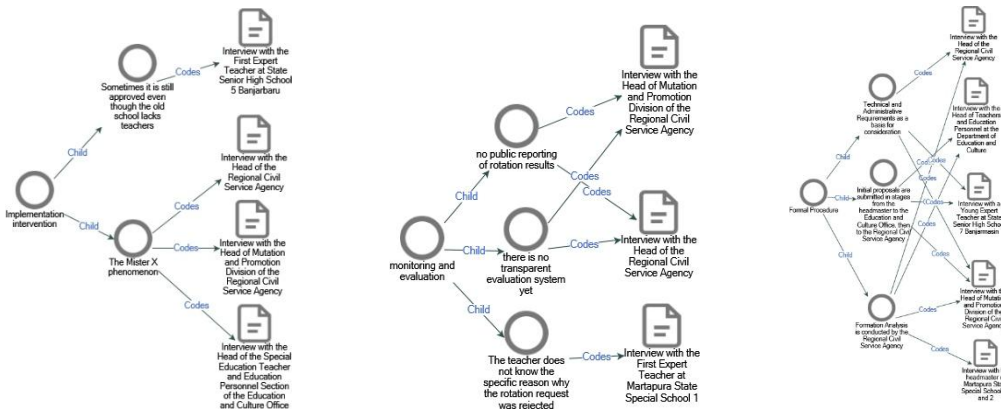 Interview with the
First Expert
Teacher at State
Senior High School
5 Banjarbaru
Codes
Sometimes it is still
approved even
though the old
school lacks
teachers
Child
Implementation
intervention
Child
The Mister X
phenomenon
Codes
Interview with the
Head of the
Regional Civil
Service Agency
Codes
Interview with the
Head of Mutation
and Promotion
Division of the
Regional Civil
Service Agency
Codes
Interview with the
Head of the Special
Education Teacher
and Education
Personnel Section
of the Education
and Culture Office
Interview with the
Head of Mutation
and Promotion
Division of the
Regional Civil
Service Agency
Codes
no public reporting
of rotation results
Codes
Codes
Child
monitoring and
evaluation
Child
there is no
transparent
evaluation system
yet
Codes
Interview with the
Head of the
Regional Civil
Service Agency
Child
The teacher does
not know the
specific reason why
the rotation request
was rejected
Codes
Interview with the
First Expert
Teacher at
Martapura State
Special School 1
Interview with the
Head of the
Regional Civil
Service Agency
Codes
Technical and
Administrative
Requirements as a
basis for
consideration
Interview with the
Head of Teachers
and Education
Personnel at the
Department of
Education and
Culture
Child
Codes
Codes
Formal Procedure
Child
Initial proposals are
submitted in stages
from the
headmaster to the
Education and
Culture Office, then
to the Regional Civil
Service Agency
Codes
Interview with a
Young Expert
Teacher at State
Senior High School
7 Banjarmasin
Codes
Child
Formation Analysis
is conducted by the
Regional Civil
Service Agency
Codes
Interview with the
Head of Mutation
and Promotion
Division of the
Regional Civil
Service Agency
Codes
Interview with
headmaster
Martapura State
Special School
and 2